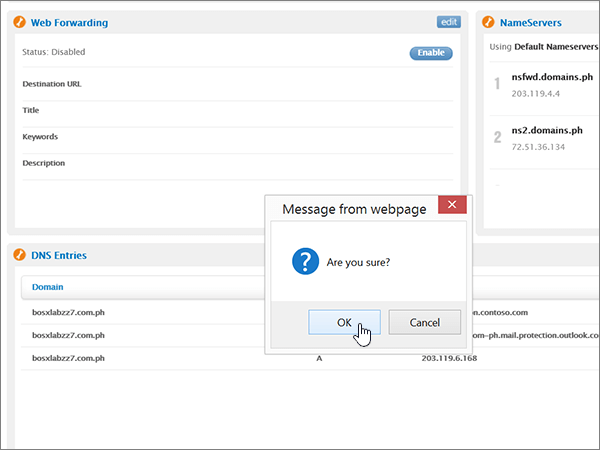 Web Forwarding
edit
Status: Disabled
Enable
Destination URL
Title
Keywords
Description
NameServers
Using Default Nameservers
1
nsfwd.domains.ph
203.119.4.4
2
ns2.domains.ph
72.51.36.134
Message from webpage
Are you sure?
OK
Cancel
DNS Entries
Domain
bosxlabzz7.com.ph
on.contoso.com
bosxlabzz7.com.ph
om-ph.mail.protection.outlook.co
bosxlabzz7.com.ph A 203.119.6.168